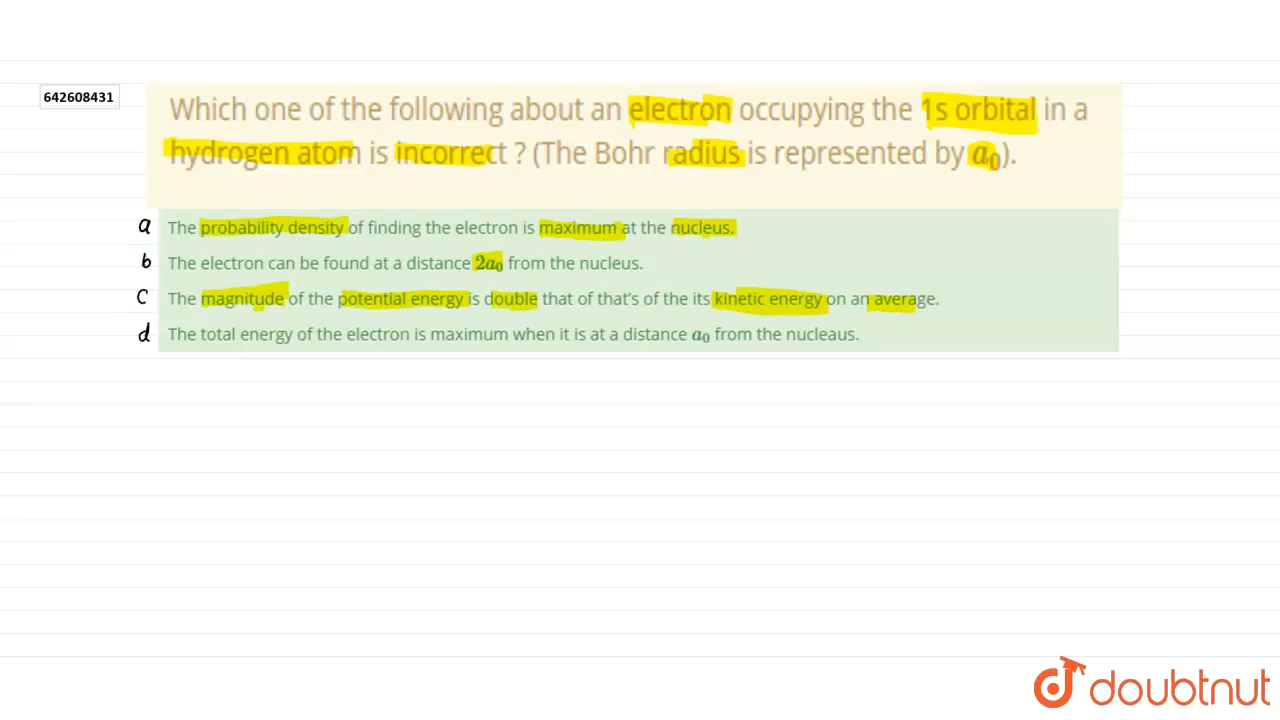 642608431
Which one of the following about an electron occupying the 1s orbital in a
hydrogen atom is incorrect ? (The Bohr radius is represented by a₀).
a The probability density of finding the electron is maximum at the nucleus.
b The electron can be found at a distance 2a₀ from the nucleus.
c The magnitude of the potential energy is double that of that's of the its kinetic energy on an average.
d The total energy of the electron is maximum when it is at a distance a₀ from the nucleaus.
doubtnut